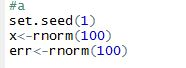 #a
set.seed(1)
x<-rnorm(100)
err<-rnorm(100)